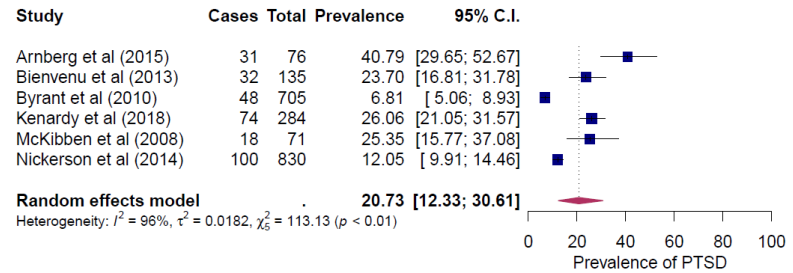 Study Cases Total Prevalence 95% C.I.
Arnberg et al (2015) 31 76 40.79 [29.65; 52.67]
Bienvenu et al (2013) 32 135 23.70 [16.81; 31.78]
Byrant et al (2010) 48 705 6.81 [ 5.06; 8.93]
Kenardy et al (2018) 74 284 26.06 [21.05; 31.57]
McKibben et al (2008) 18 71 25.35 [15.77; 37.08]
Nickerson et al (2014) 100 830 12.05 [ 9.91; 14.46]
Random effects model . 20.73 [12.33; 30.61]
Heterogeneity: I² = 96%, τ² = 0.0182, χ²₅ = 113.13 (p < 0.01)
0 20 40 60 80 100
Prevalence of PTSD